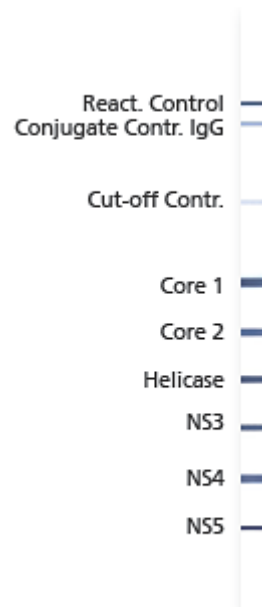 React. Control
Conjugate Contr. IgG
Cut-off Contr.
Core 1
Core 2
Helicase
NS3
NS4
NS5